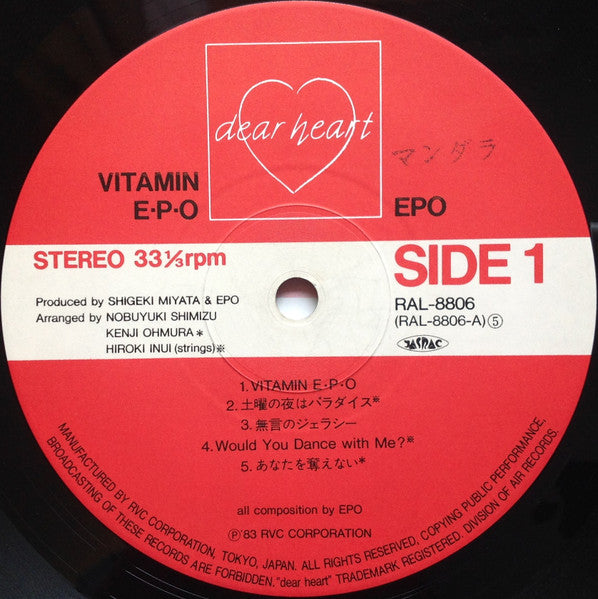 dear heart
マンダラ
VITAMIN
E·P·O
EPO
STEREO 33⅓rpm
SIDE 1
Produced by SHIGEKI MIYATA & EPO
Arranged by NOBUYUKI SHIMIZU
KENJI OHMURA*
HIROKI INUI (strings)※
RAL-8806
(RAL-8806-A)⑤
JASRAC
1. VITAMIN E·P·O
2. 土曜の夜はパラダイス※
3. 無言のジェラシー
4. Would You Dance with Me?※
5. あなたを奪えない*
all composition by EPO
Ⓟ'83 RVC CORPORATION
MANUFACTURED BY RVC CORPORATION, TOKYO, JAPAN. ALL RIGHTS RESERVED, COPYING PUBLIC PERFORMANCE,
BROADCASTING OF THESE RECORDS ARE FORBIDDEN, "dear heart" TRADEMARK REGISTERED. DIVISION OF AIR RECORDS.